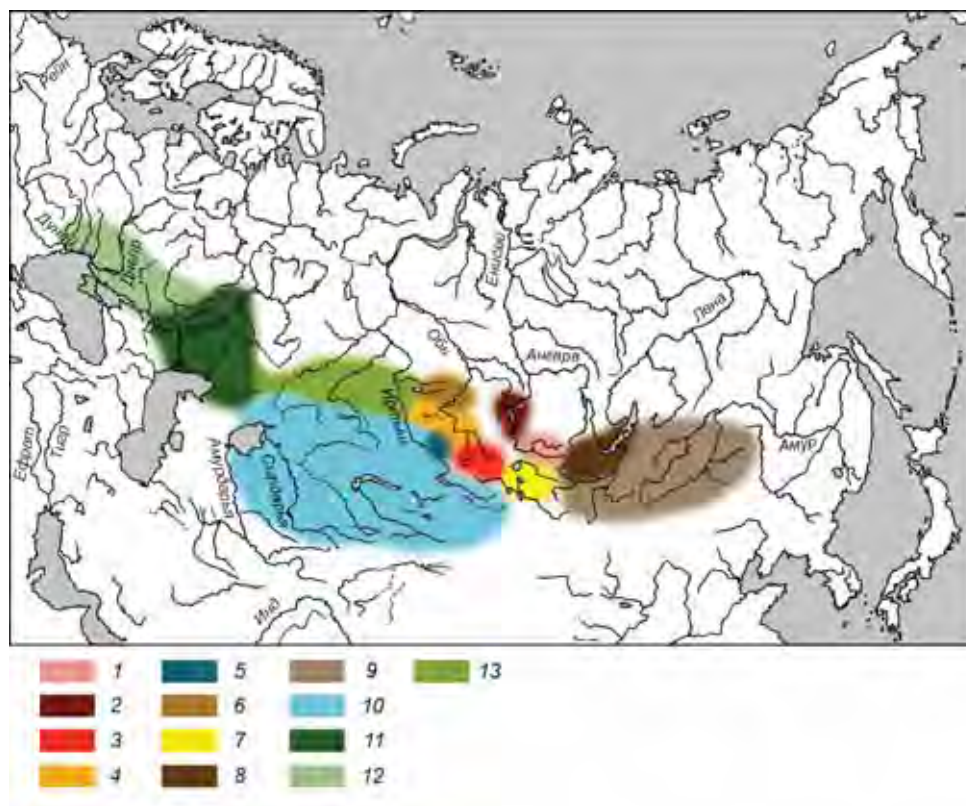 Рейн
Дунай
Днепр
Енисей
Обь
Ангара
Лена
Иртыш
Амур
Амударья
Сырдарья
Ефрат
Тигр
Инд
1 5 9 13
2 6 10
3 7 11
4 8 12